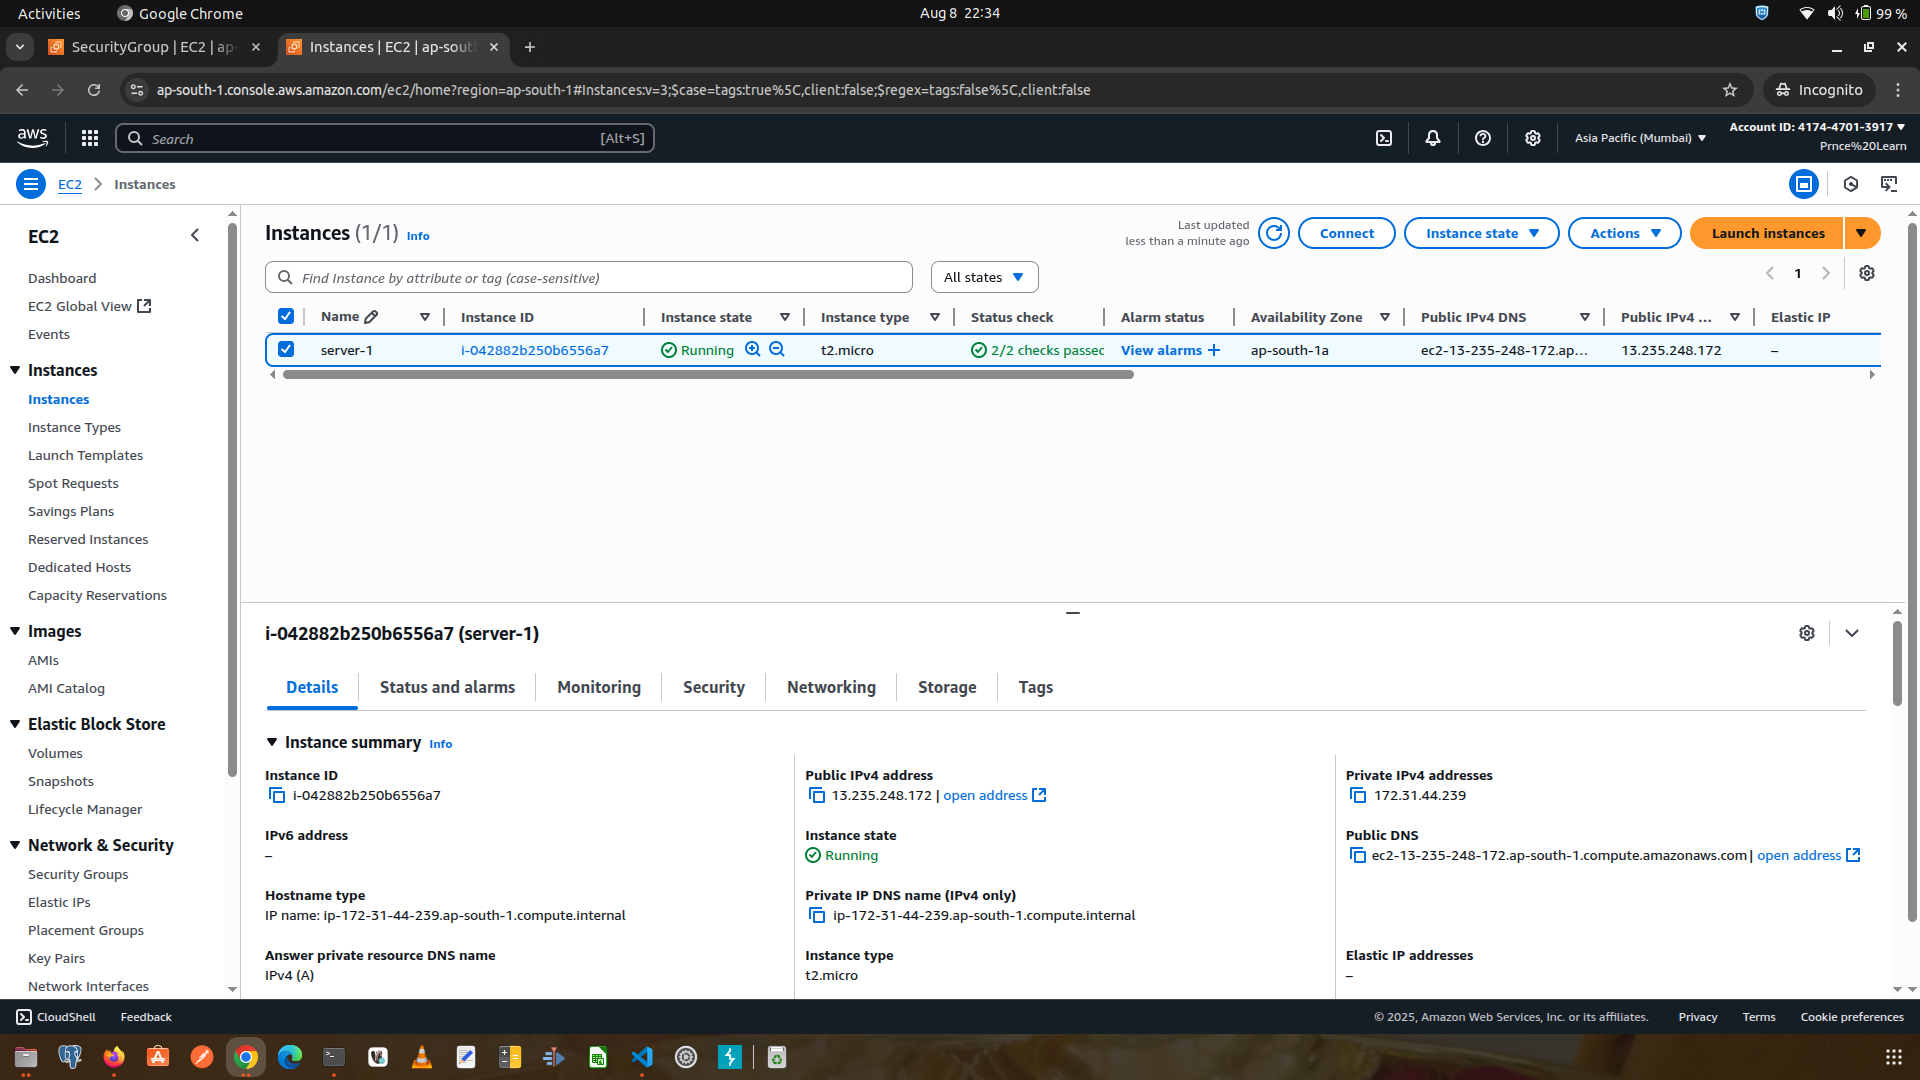 Activities
Google Chrome
Aug 8 22:34
99 %
SecurityGroup | EC2 | ap-
Instances | EC2 | ap-sout
ap-south-1.console.aws.amazon.com/ec2/home?region=ap-south-1#Instances:v=3;$case=tags:true%5C,client:false;$regex=tags:false%5C,client:false
Incognito
aws
Search
[Alt+S]
Asia Pacific (Mumbai)
Account ID: 4174-4701-3917
Prnce%20Learn
EC2
Instances
EC2
Dashboard
EC2 Global View
Events
Instances
Instances
Instance Types
Launch Templates
Spot Requests
Savings Plans
Reserved Instances
Dedicated Hosts
Capacity Reservations
Images
AMIs
AMI Catalog
Elastic Block Store
Volumes
Snapshots
Lifecycle Manager
Network & Security
Security Groups
Elastic IPs
Placement Groups
Key Pairs
Network Interfaces
Instances (1/1) Info
Last updated
less than a minute ago
Connect
Instance state
Actions
Launch instances
Find Instance by attribute or tag (case-sensitive)
All states
1
Name Instance ID Instance state Instance type Status check Alarm status Availability Zone Public IPv4 DNS Public IPv4 ... Elastic IP
server-1 i-042882b250b6556a7 Running t2.micro 2/2 checks passec View alarms + ap-south-1a ec2-13-235-248-172.ap... 13.235.248.172 –
i-042882b250b6556a7 (server-1)
Details Status and alarms Monitoring Security Networking Storage Tags
Instance summary Info
Instance ID
i-042882b250b6556a7
Public IPv4 address
13.235.248.172 | open address
Private IPv4 addresses
172.31.44.239
IPv6 address
–
Instance state
Running
Public DNS
ec2-13-235-248-172.ap-south-1.compute.amazonaws.com | open address
Hostname type
IP name: ip-172-31-44-239.ap-south-1.compute.internal
Private IP DNS name (IPv4 only)
ip-172-31-44-239.ap-south-1.compute.internal
Answer private resource DNS name
IPv4 (A)
Instance type
t2.micro
Elastic IP addresses
–
CloudShell
Feedback
© 2025, Amazon Web Services, Inc. or its affiliates.
Privacy
Terms
Cookie preferences